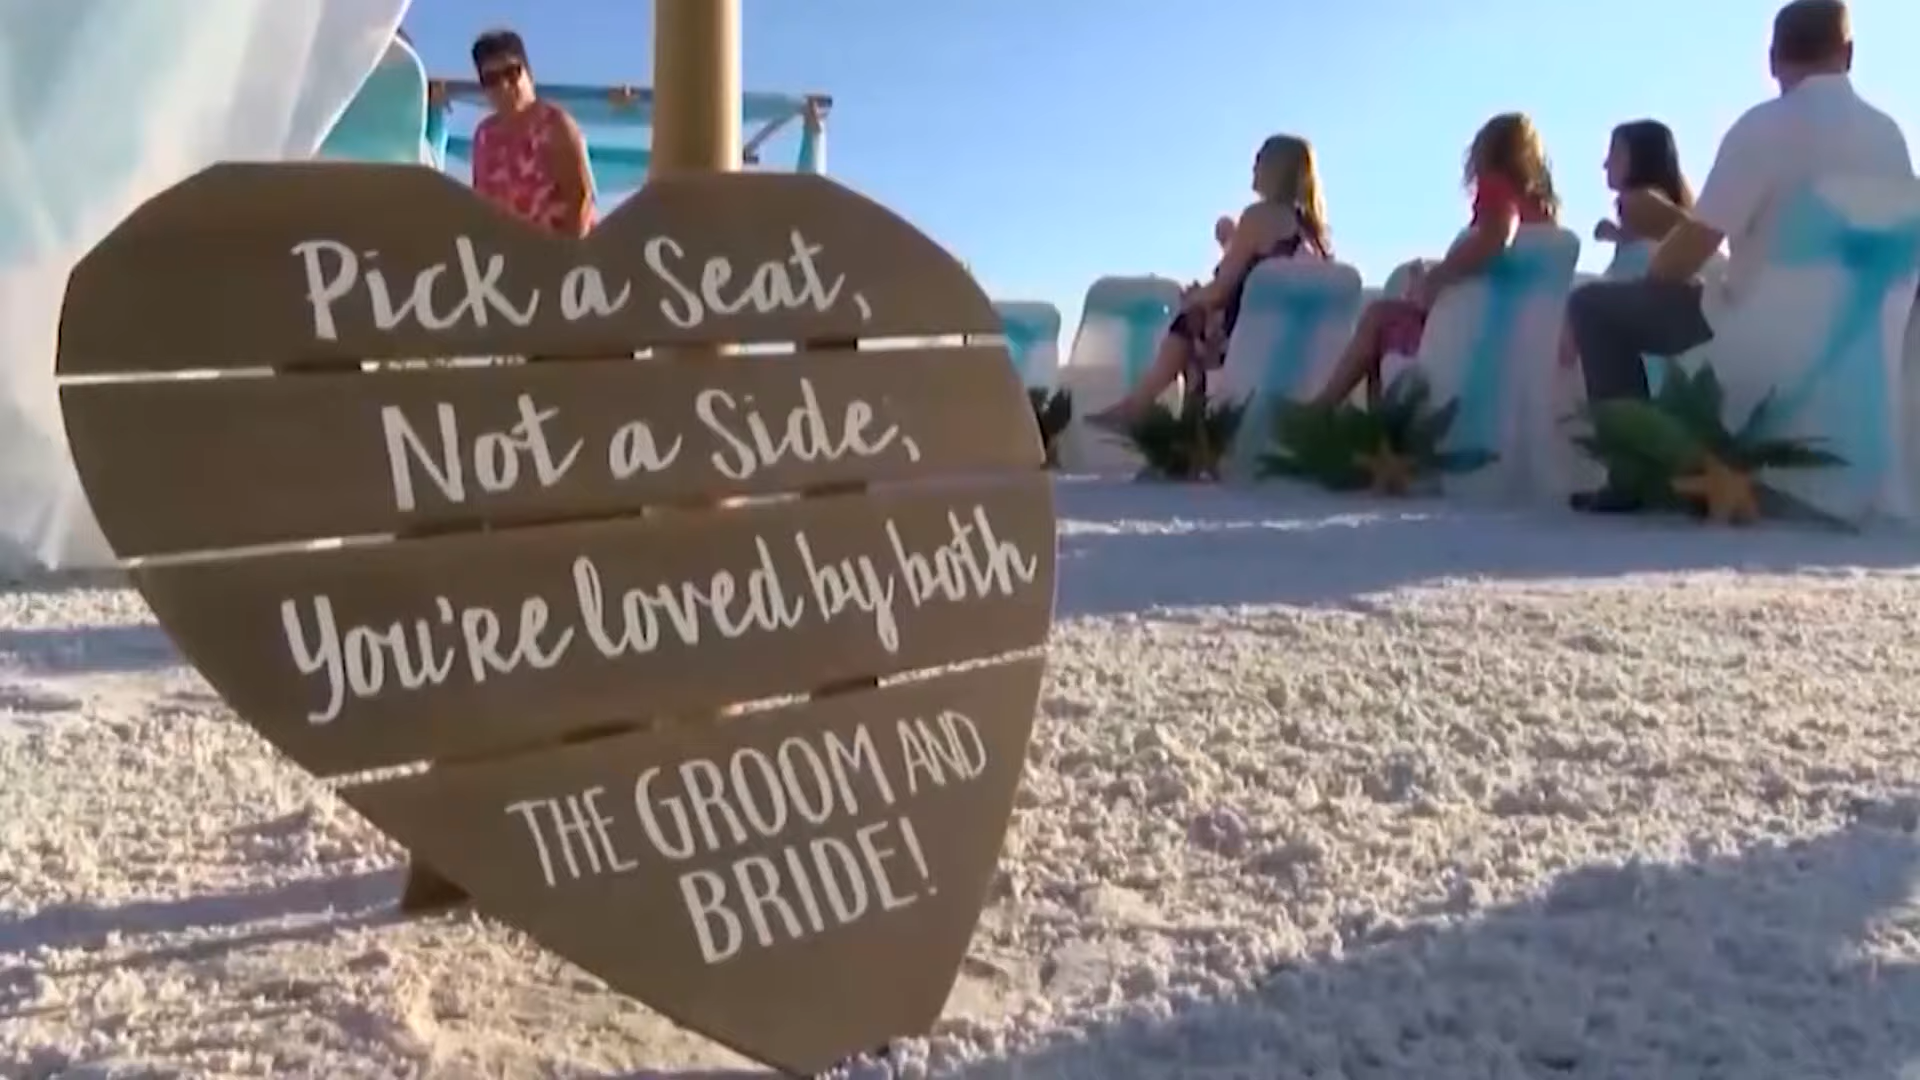 Pick a Seat,
Not a Side,
You're loved by both
THE GROOM AND
BRIDE!